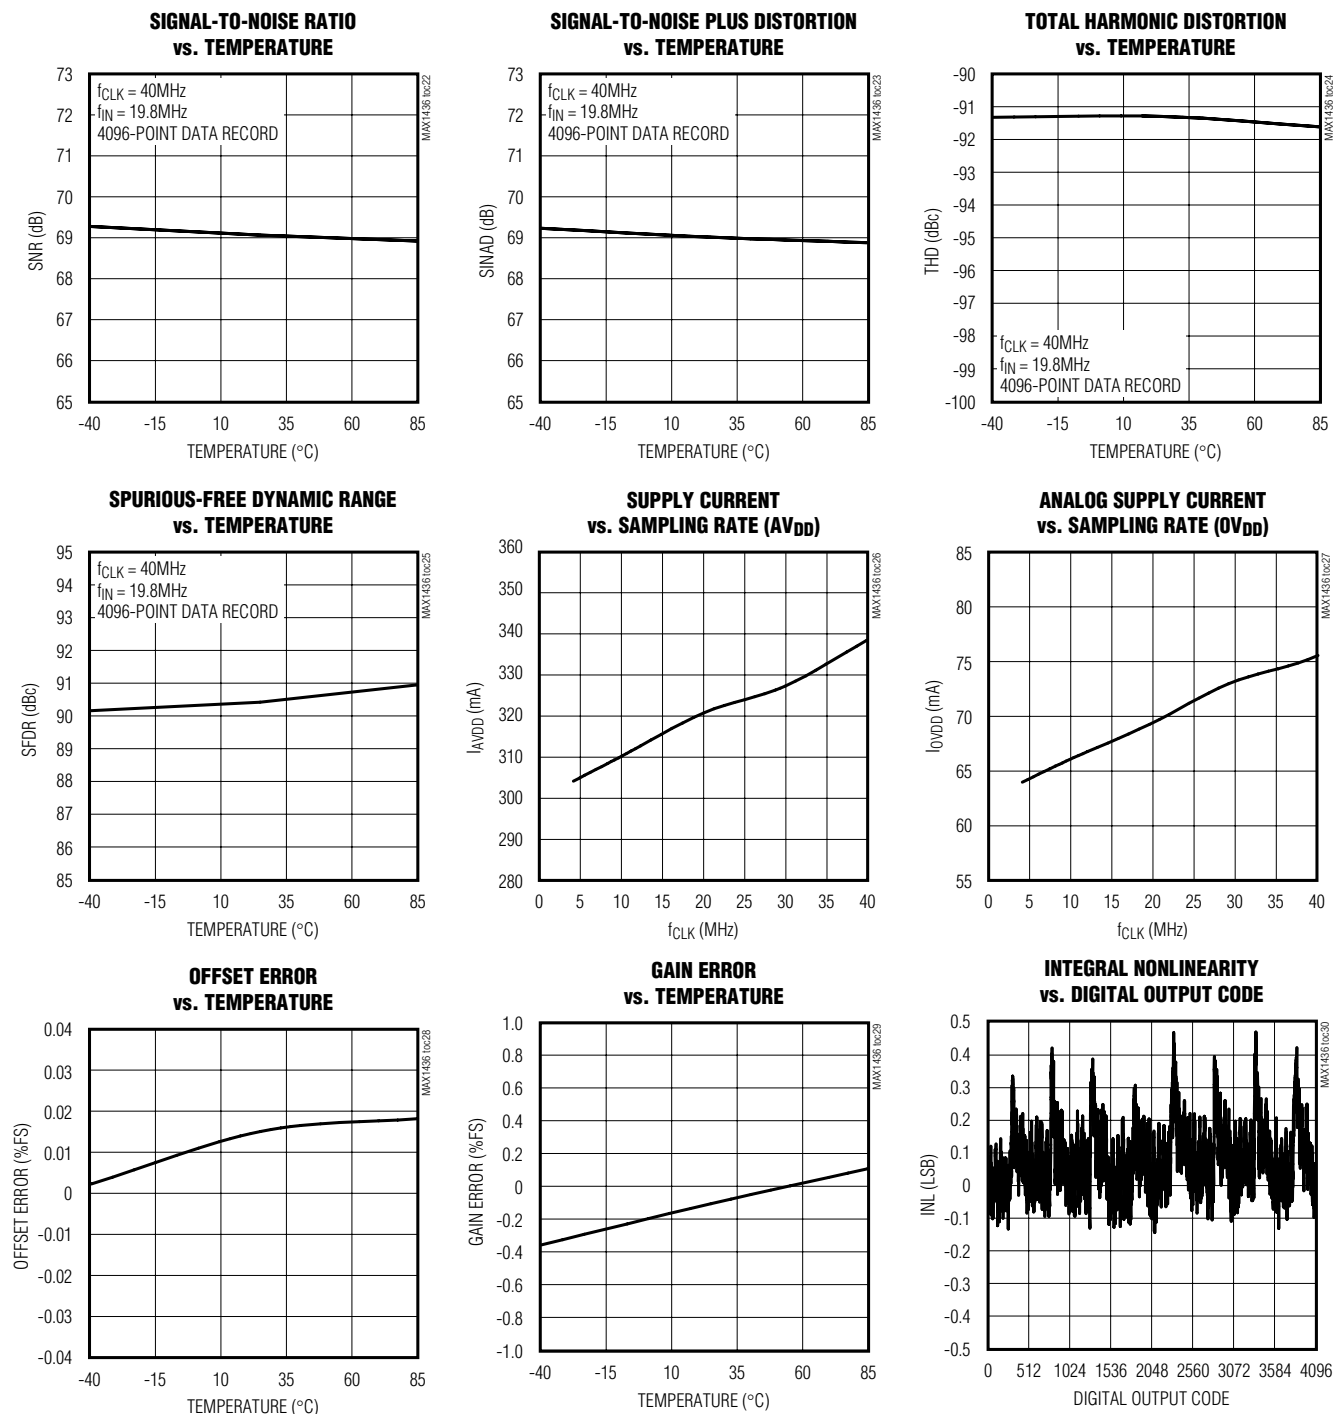 SIGNAL-TO-NOISE RATIO
vs. TEMPERATURE
73
72
71
70
69
68
67
66
65
SNR (dB)
fCLK = 40MHz
fIN = 19.8MHz
4096-POINT DATA RECORD
MAX1436 toc22
-40
-15
10
35
60
85
TEMPERATURE (°C)
SIGNAL-TO-NOISE PLUS DISTORTION
vs. TEMPERATURE
73
72
71
70
69
68
67
66
65
SINAD (dB)
fCLK = 40MHz
fIN = 19.8MHz
4096-POINT DATA RECORD
MAX1436 toc23
-40
-15
10
35
60
85
TEMPERATURE (°C)
TOTAL HARMONIC DISTORTION
vs. TEMPERATURE
-90
-91
-92
-93
-94
-95
-96
-97
-98
-99
-100
THD (dBc)
fCLK = 40MHz
fIN = 19.8MHz
4096-POINT DATA RECORD
MAX1436 toc24
-40
-15
10
35
60
85
TEMPERATURE (°C)
SPURIOUS-FREE DYNAMIC RANGE
vs. TEMPERATURE
95
94
93
92
91
90
89
88
87
86
85
SFDR (dBc)
fCLK = 40MHz
fIN = 19.8MHz
4096-POINT DATA RECORD
MAX1436 toc25
-40
-15
10
35
60
85
TEMPERATURE (°C)
SUPPLY CURRENT
vs. SAMPLING RATE (AVDD)
360
350
340
330
320
310
300
290
280
IAVDD (mA)
MAX1436 toc26
0
5
10
15
20
25
30
35
40
fCLK (MHz)
ANALOG SUPPLY CURRENT
vs. SAMPLING RATE (OVDD)
85
80
75
70
65
60
55
IOVDD (mA)
MAX1436 toc27
0
5
10
15
20
25
30
35
40
fCLK (MHz)
OFFSET ERROR
vs. TEMPERATURE
0.04
0.03
0.02
0.01
0
-0.01
-0.02
-0.03
-0.04
OFFSET ERROR (%FS)
MAX1436 toc28
-40
-15
10
35
60
85
TEMPERATURE (°C)
GAIN ERROR
vs. TEMPERATURE
1.0
0.8
0.6
0.4
0.2
0
-0.2
-0.4
-0.6
-0.8
-1.0
GAIN ERROR (%FS)
MAX1436 toc29
-40
-15
10
35
60
85
TEMPERATURE (°C)
INTEGRAL NONLINEARITY
vs. DIGITAL OUTPUT CODE
0.5
0.4
0.3
0.2
0.1
0
-0.1
-0.2
-0.3
-0.4
-0.5
INL (LSB)
MAX1436 toc30
0
512
1024
1536
2048
2560
3072
3584
4096
DIGITAL OUTPUT CODE